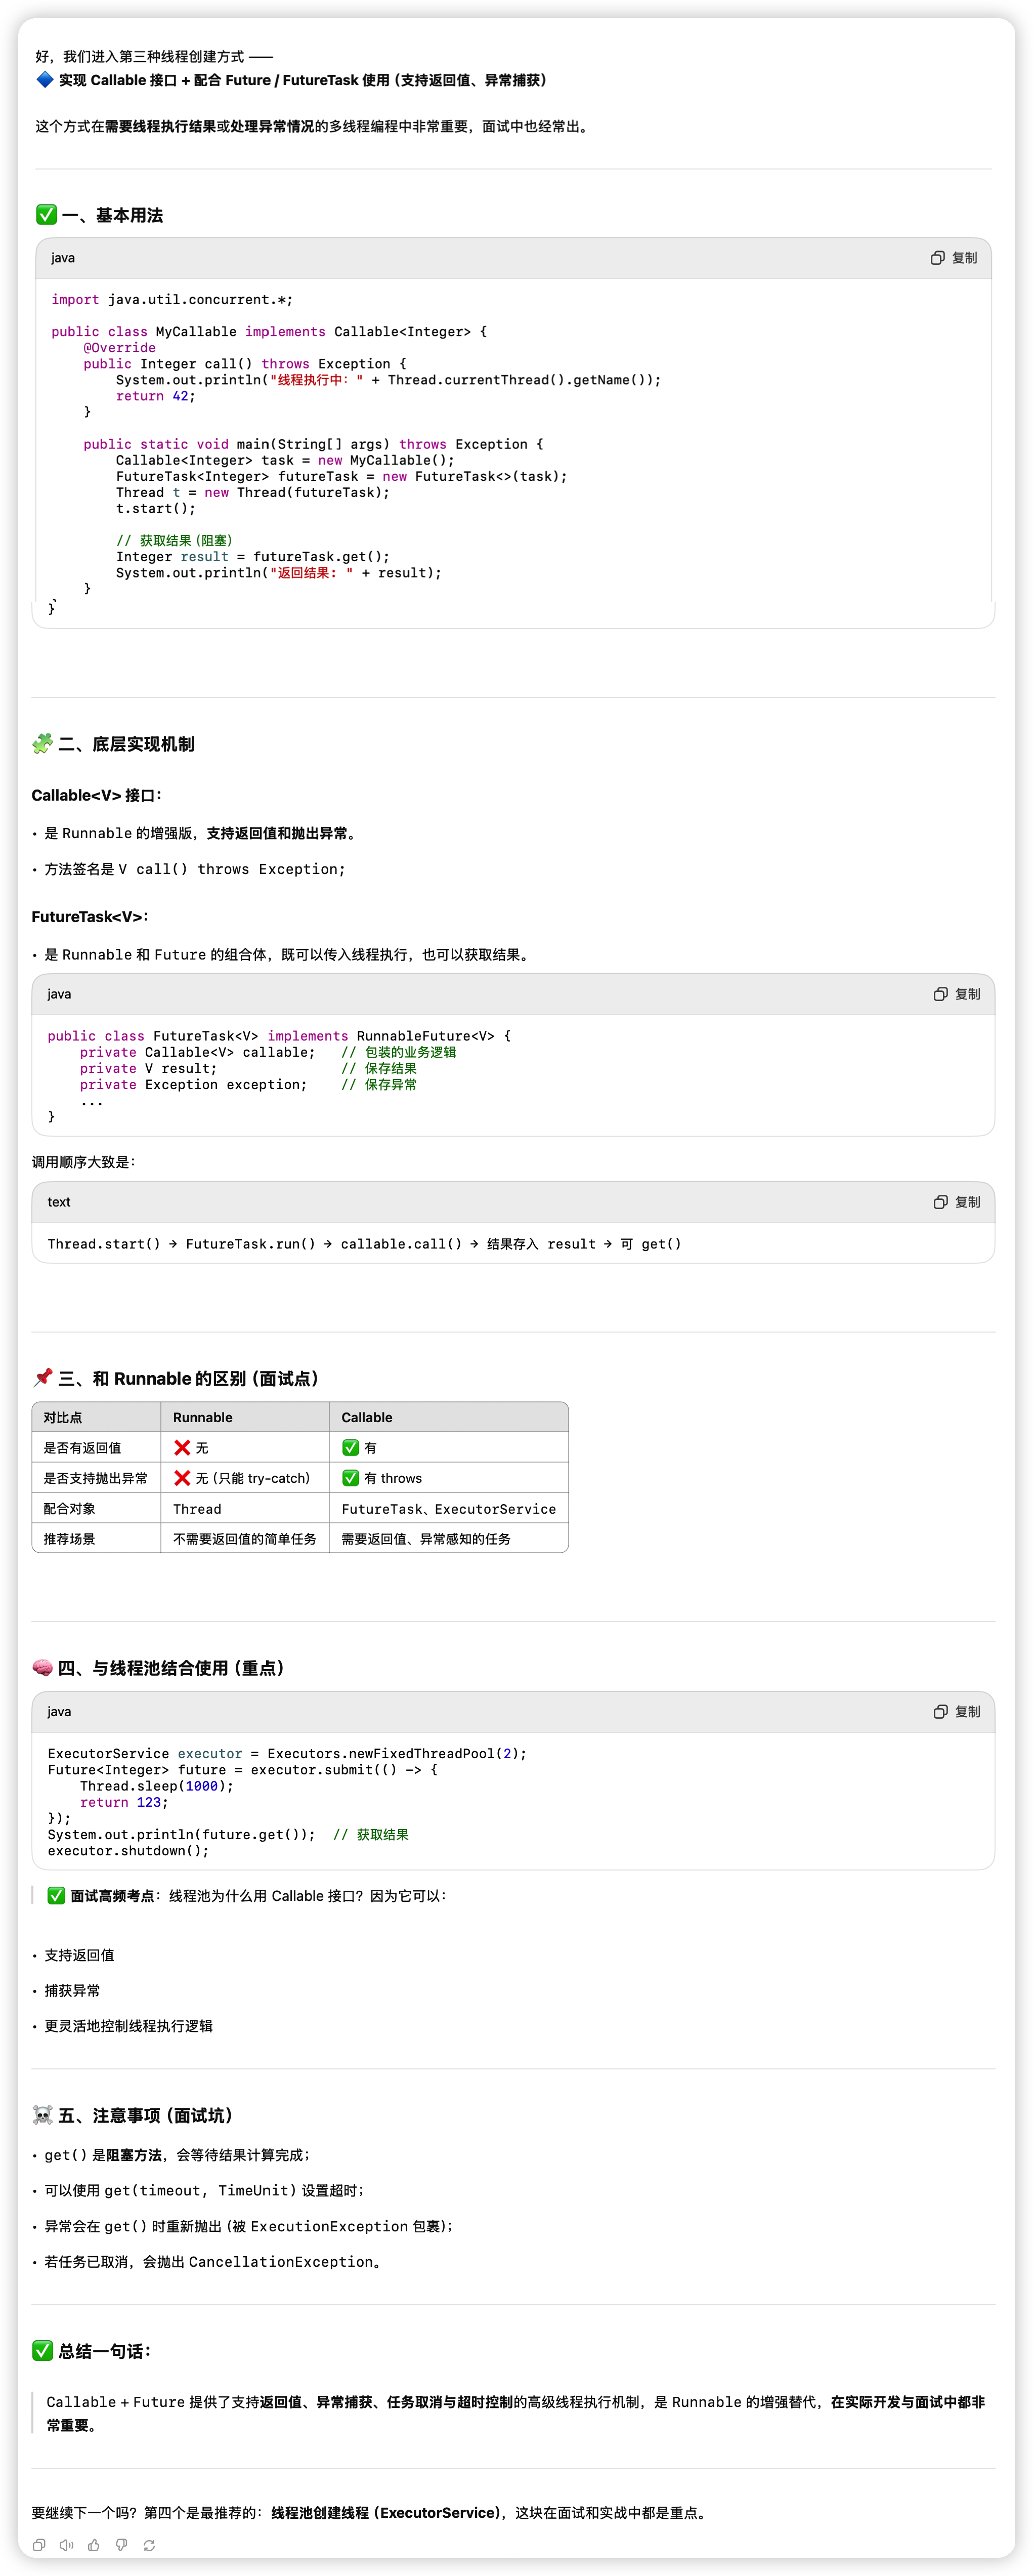 好，我们进入第三种线程创建方式 ——
🔷 实现 Callable 接口 + 配合 Future / FutureTask 使用（支持返回值、异常捕获）
这个方式在需要线程执行结果或处理异常情况的多线程编程中非常重要，面试中也经常出。
✅ 一、基本用法
java 复制
import java.util.concurrent.*;
public class MyCallable implements Callable<Integer> {
    @Override
    public Integer call() throws Exception {
        System.out.println("线程执行中：" + Thread.currentThread().getName());
        return 42;
    }
    public static void main(String[] args) throws Exception {
        Callable<Integer> task = new MyCallable();
        FutureTask<Integer> futureTask = new FutureTask<>(task);
        Thread t = new Thread(futureTask);
        t.start();
        // 获取结果（阻塞）
        Integer result = futureTask.get();
        System.out.println("返回结果: " + result);
    }
}
🧩 二、底层实现机制
Callable<V> 接口：
• 是 Runnable 的增强版，支持返回值和抛出异常。
• 方法签名是 V call() throws Exception;
FutureTask<V>：
• 是 Runnable 和 Future 的组合体，既可以传入线程执行，也可以获取结果。
java 复制
public class FutureTask<V> implements RunnableFuture<V> {
    private Callable<V> callable;   // 包装的业务逻辑
    private V result;               // 保存结果
    private Exception exception;    // 保存异常
    ...
}
调用顺序大致是：
text 复制
Thread.start() → FutureTask.run() → callable.call() → 结果存入 result → 可 get()
📌 三、和 Runnable 的区别（面试点）
对比点 Runnable Callable
是否有返回值 ❌ 无 ✅ 有
是否支持抛出异常 ❌ 无（只能 try-catch） ✅ 有 throws
配合对象 Thread FutureTask、ExecutorService
推荐场景 不需要返回值的简单任务 需要返回值、异常感知的任务
🧠 四、与线程池结合使用（重点）
java 复制
ExecutorService executor = Executors.newFixedThreadPool(2);
Future<Integer> future = executor.submit(() -> {
    Thread.sleep(1000);
    return 123;
});
System.out.println(future.get());  // 获取结果
executor.shutdown();
✅ 面试高频考点：线程池为什么用 Callable 接口？因为它可以：
• 支持返回值
• 捕获异常
• 更灵活地控制线程执行逻辑
☠️ 五、注意事项（面试坑）
• get() 是阻塞方法，会等待结果计算完成；
• 可以使用 get(timeout, TimeUnit) 设置超时；
• 异常会在 get() 时重新抛出（被 ExecutionException 包裹）；
• 若任务已取消，会抛出 CancellationException。
✅ 总结一句话：
Callable + Future 提供了支持返回值、异常捕获、任务取消与超时控制的高级线程执行机制，是 Runnable 的增强替代，在实际开发与面试中都非
常重要。
要继续下一个吗？第四个是最推荐的：线程池创建线程（ExecutorService），这块在面试和实战中都是重点。